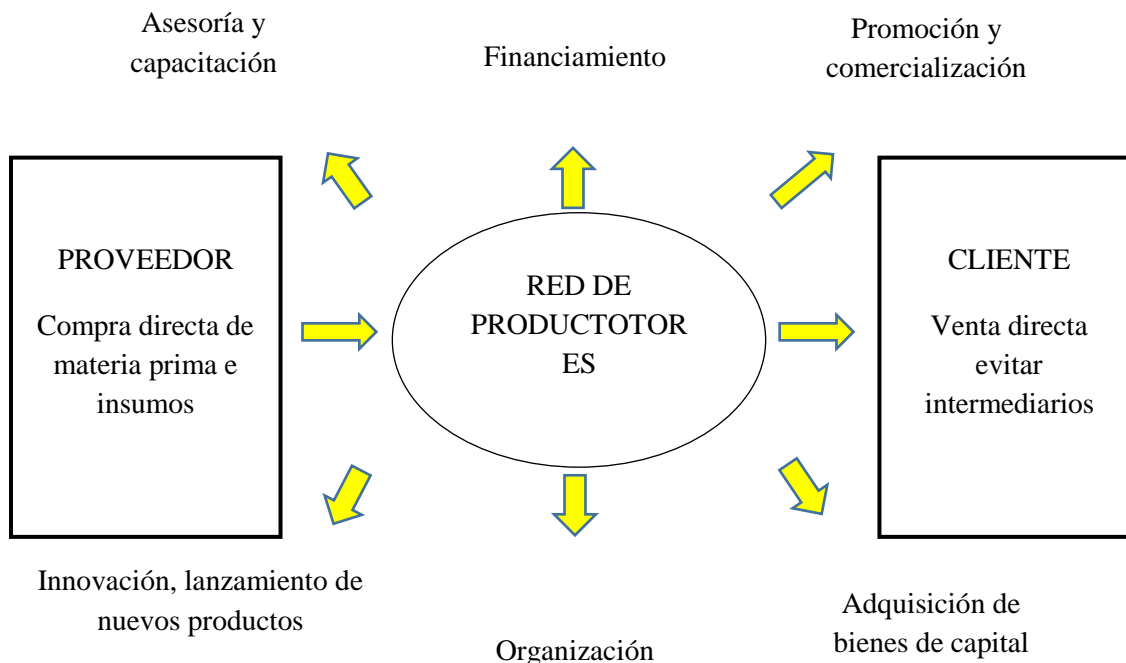 Asesoría y
capacitación
Financiamiento
Promoción y
comercialización
PROVEEDOR
Compra directa de
materia prima e
insumos
RED DE
PRODUCTOTOR
ES
CLIENTE
Venta directa
evitar
intermediarios
Innovación, lanzamiento de
nuevos productos
Organización
Adquisición de
bienes de capital